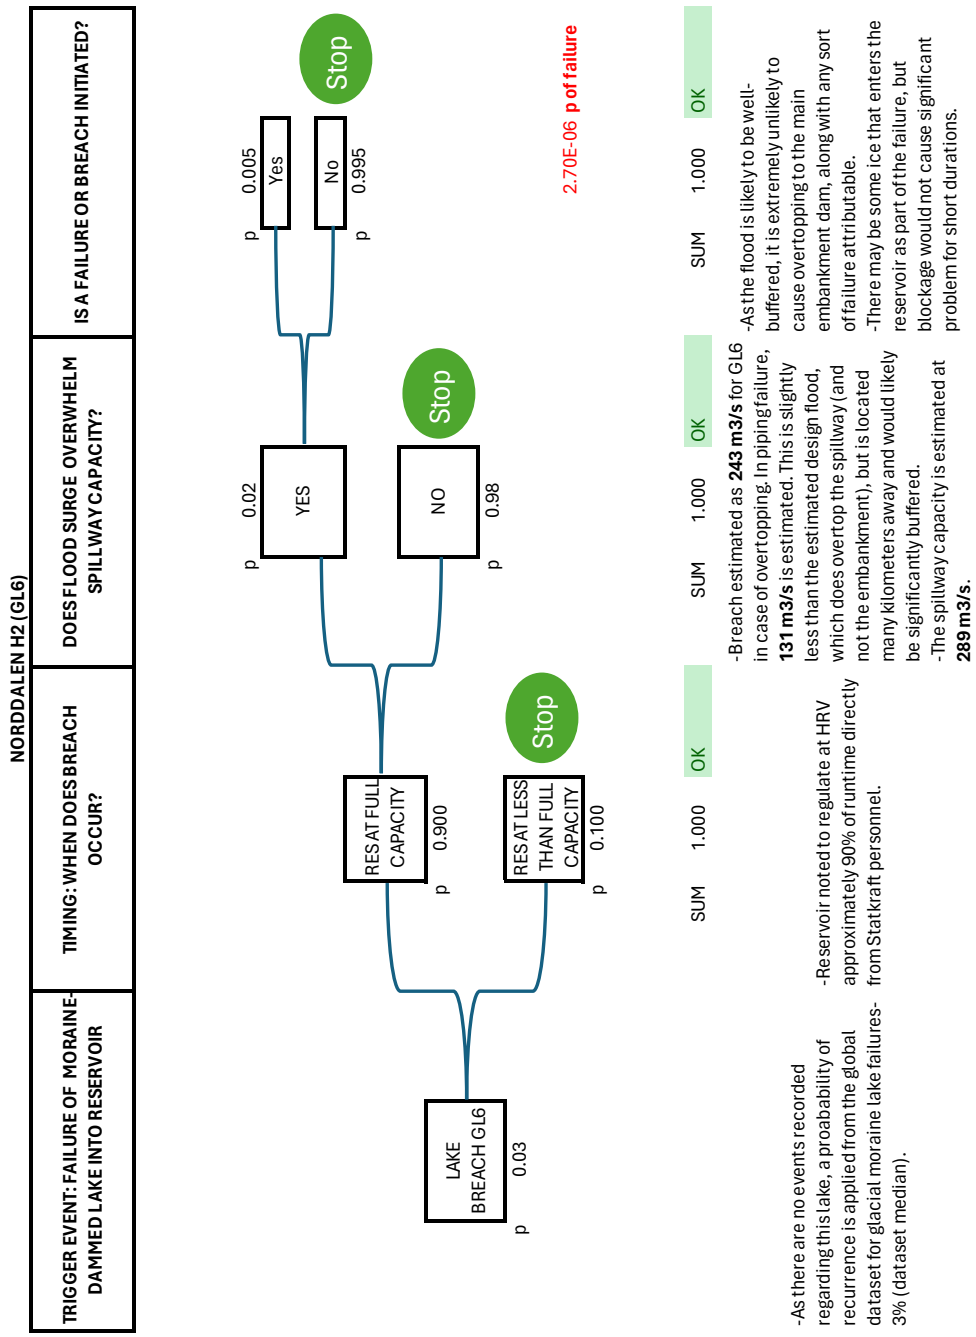 NORDDALEN H2 (GL6)
TRIGGER EVENT: FAILURE OF MORAINE-
DAMMED LAKE INTO RESERVOIR
TIMING: WHEN DOES BREACH
OCCUR?
DOES FLOOD SURGE OVERWHELM
SPILLWAY CAPACITY?
IS A FAILURE OR BREACH INITIATED?
LAKE
BREACH GL6
p 0.03
RES AT FULL
CAPACITY
p 0.900
RES AT LESS
THAN FULL
CAPACITY
p 0.100
Stop
p 0.02
YES
NO
p 0.98
Stop
p 0.005
Yes
No
p 0.995
Stop
2.70E-06 p of failure
SUM 1.000 OK
SUM 1.000 OK
SUM 1.000 OK
-As there are no events recorded
regarding this lake, a proabability of
recurrence is applied from the global
dataset for glacial moraine lake failures-
3% (dataset median).
-Reservoir noted to regulate at HRV
approximately 90% of runtime directly
from Statkraft personnel.
-Breach estimated as 243 m3/s for GL6
in case of overtopping. In piping failure,
131 m3/s is estimated. This is slightly
less than the estimated design flood,
which does overtop the spillway (and
not the embankment), but is located
many kilometers away and would likely
be significantly buffered.
-The spillway capacity is estimated at
289 m3/s.
-As the flood is likely to be well-
buffered, it is extremely unlikely to
cause overtopping to the main
embankment dam, along with any sort
of failure attributable.
-There may be some ice that enters the
reservoir as part of the failure, but
blockage would not cause significant
problem for short durations.